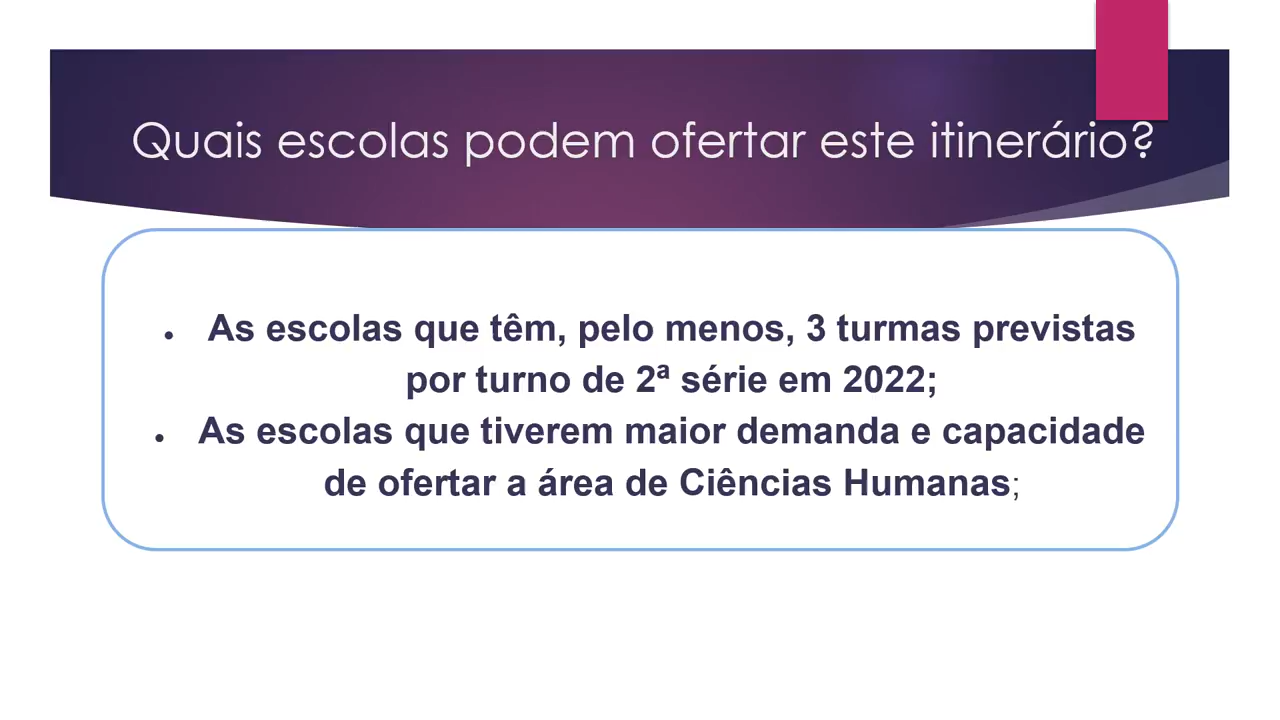 Quais escolas podem ofertar este itinerário?
• As escolas que têm, pelo menos, 3 turmas previstas
por turno de 2ª série em 2022;
• As escolas que tiverem maior demanda e capacidade
de ofertar a área de Ciências Humanas;